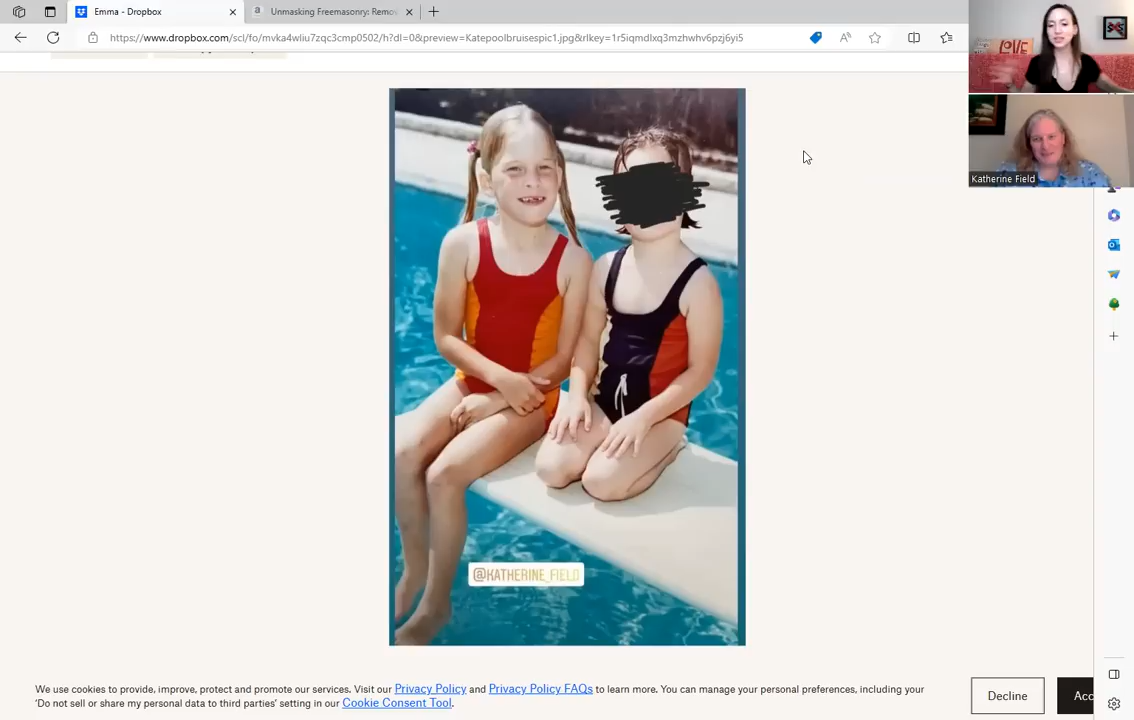 Emma - Dropbox
Unmasking Freemasonry: Remov
https://www.dropbox.com/scl/fo/mvka4wliu7zqc3cmp0502/h?dl=0&preview=Katepoolbruisespic1.jpg&rlkey=1r5iqmdlxq3mzhwhv6pzj6yi5
LOVE
Katherine Field
@KATHERINE_FIELD
We use cookies to provide, improve, protect and promote our services. Visit our Privacy Policy and Privacy Policy FAQs to learn more. You can manage your personal preferences, including your
'Do not sell or share my personal data to third parties' setting in our Cookie Consent Tool.
Decline
Acc